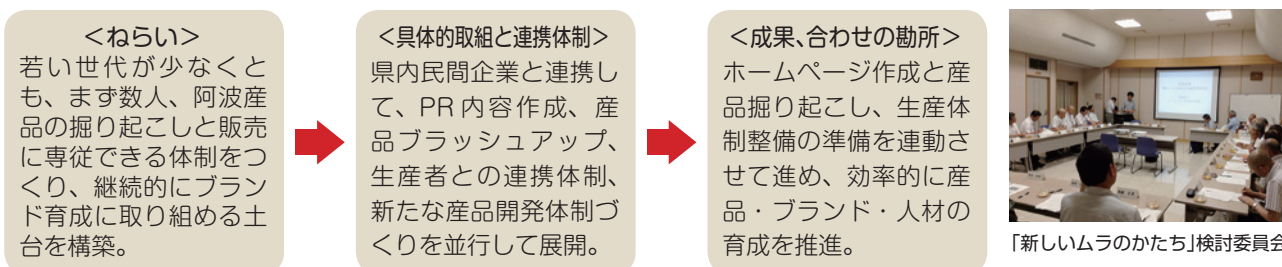 ＜ねらい＞
若い世代が少なくと
も、まず数人、阿波産
品の掘り起こしと販売
に専従できる体制をつ
くり、継続的にブラン
ド育成に取り組める土
台を構築。
＜具体的取組と連携体制＞
県内民間企業と連携し
て、PR 内容作成、産
品ブラッシュアップ、
生産者との連携体制、
新たな産品開発体制づ
くりを並行して展開。
＜成果、合わせの勘所＞
ホームページ作成と産
品掘り起こし、生産体
制整備の準備を連動さ
せて進め、効率的に産
品・ブランド・人材の
育成を推進。
「新しいムラのかたち」検討委員会